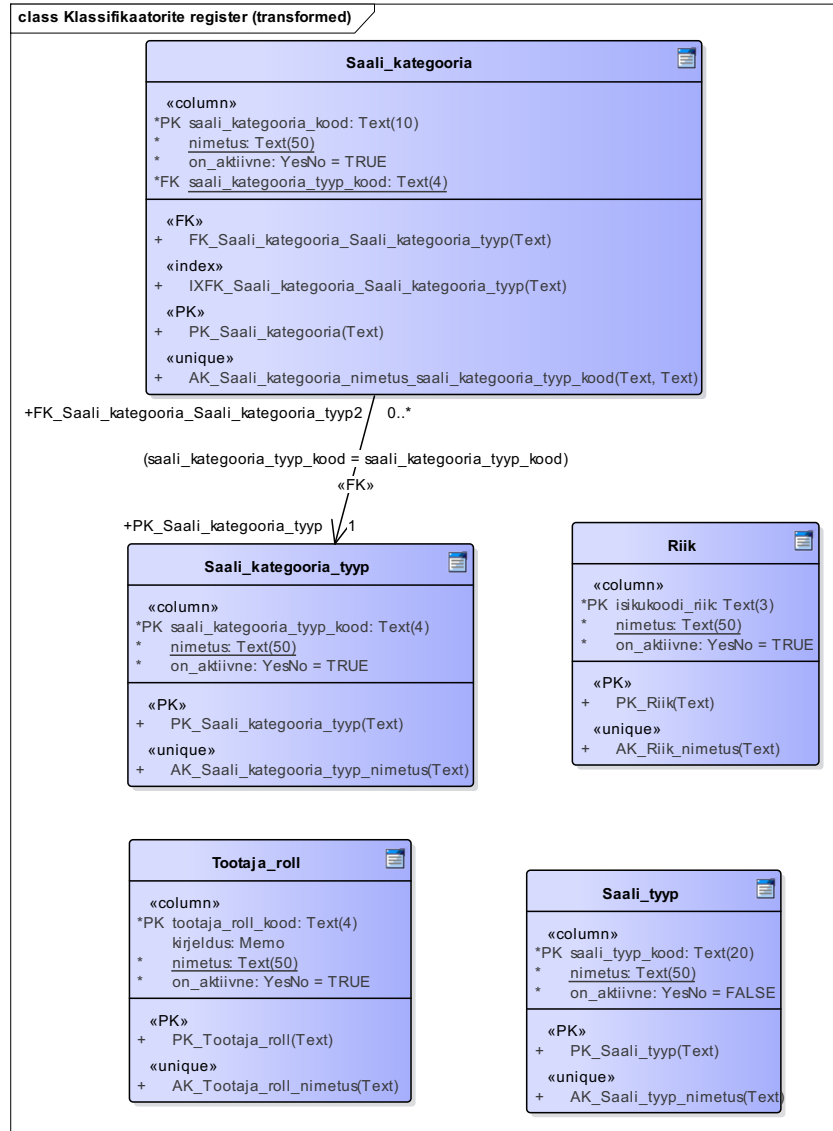 class Klassifikaatorite register (transformed)
Saali_kategooria
«column»
*PK saali_kategooria_kood: Text(10)
* nimetus: Text(50)
* on_aktiivne: YesNo = TRUE
*FK saali_kategooria_tyyp_kood: Text(4)
«FK»
+ FK_Saali_kategooria_Saali_kategooria_tyyp(Text)
«index»
+ IXFK_Saali_kategooria_Saali_kategooria_tyyp(Text)
«PK»
+ PK_Saali_kategooria(Text)
«unique»
+ AK_Saali_kategooria_nimetus_saali_kategooria_tyyp_kood(Text, Text)
+FK_Saali_kategooria_Saali_kategooria_tyyp2 0..*
(saali_kategooria_tyyp_kood = saali_kategooria_tyyp_kood)
«FK»
+PK_Saali_kategooria_tyyp 1
Saali_kategooria_tyyp
«column»
*PK saali_kategooria_tyyp_kood: Text(4)
* nimetus: Text(50)
* on_aktiivne: YesNo = TRUE
«PK»
+ PK_Saali_kategooria_tyyp(Text)
«unique»
+ AK_Saali_kategooria_tyyp_nimetus(Text)
Riik
«column»
*PK isikukoodi_riik: Text(3)
* nimetus: Text(50)
* on_aktiivne: YesNo = TRUE
«PK»
+ PK_Riik(Text)
«unique»
+ AK_Riik_nimetus(Text)
Tootaja_roll
«column»
*PK tootaja_roll_kood: Text(4)
kirjeldus: Memo
* nimetus: Text(50)
* on_aktiivne: YesNo = TRUE
«PK»
+ PK_Tootaja_roll(Text)
«unique»
+ AK_Tootaja_roll_nimetus(Text)
Saali_tyyp
«column»
*PK saali_tyyp_kood: Text(20)
* nimetus: Text(50)
* on_aktiivne: YesNo = FALSE
«PK»
+ PK_Saali_tyyp(Text)
«unique»
+ AK_Saali_tyyp_nimetus(Text)